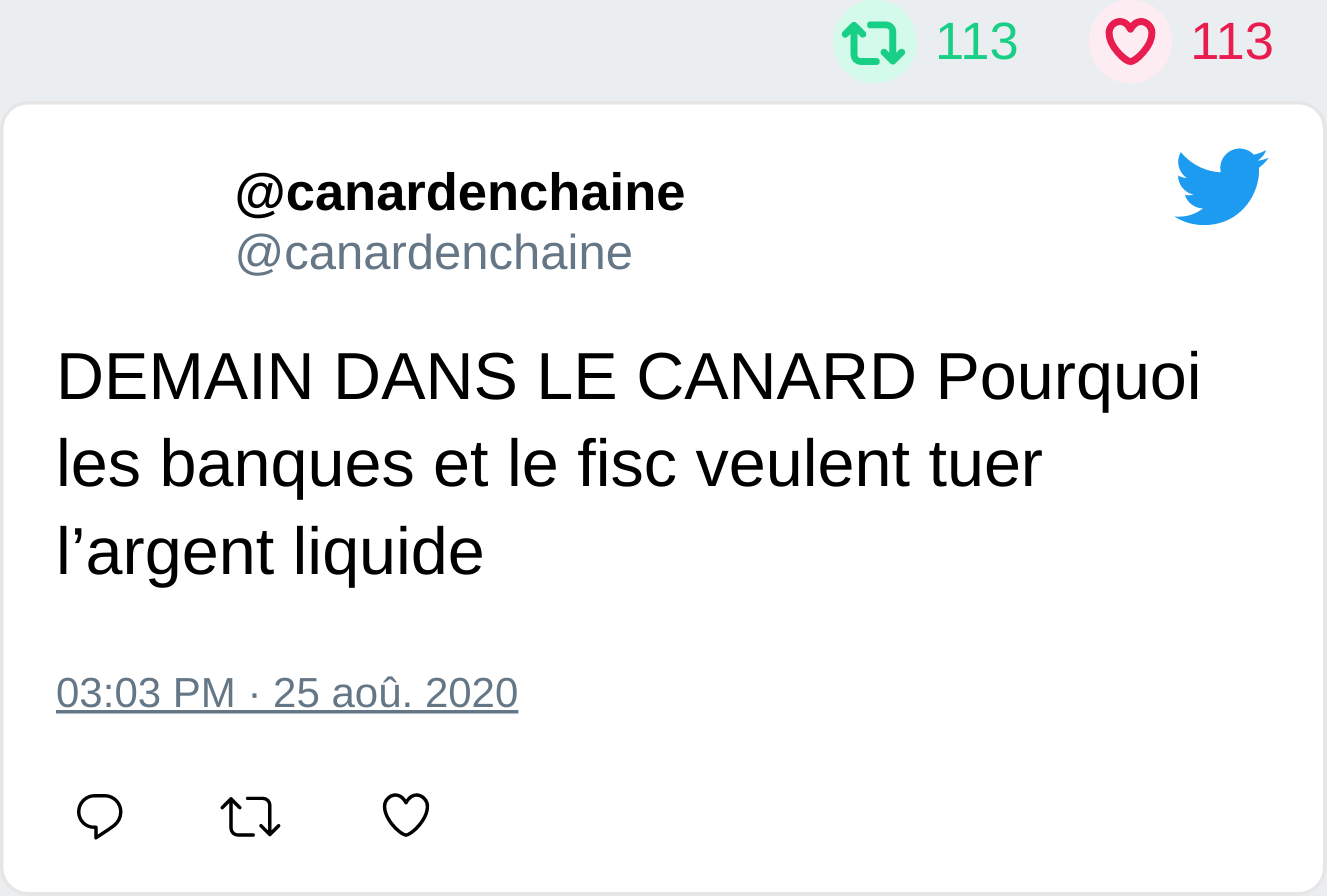 113 113
@canardenchaine
@canardenchaine
DEMAIN DANS LE CANARD Pourquoi
les banques et le fisc veulent tuer
l’argent liquide
03:03 PM · 25 aoû. 2020